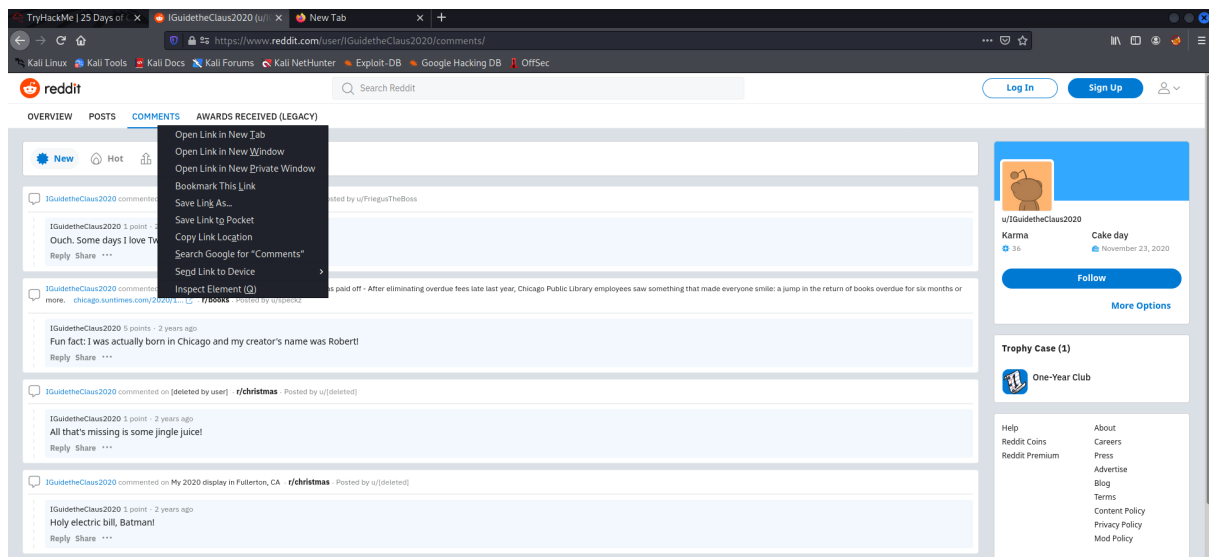 TryHackMe | 25 Days of
IGuidetheClaus2020 (u/I
New Tab
https://www.reddit.com/user/IGuidetheClaus2020/comments/
Kali Linux Kali Tools Kali Docs Kali Forums Kali NetHunter Exploit-DB Google Hacking DB OffSec
reddit
Search Reddit
Log In
Sign Up
OVERVIEW POSTS COMMENTS AWARDS RECEIVED (LEGACY)
New
Hot
Open Link in New Tab
Open Link in New Window
Open Link in New Private Window
Bookmark This Link
Save Link As...
Save Link to Pocket
Copy Link Location
Search Google for "Comments"
Send Link to Device
Inspect Element (Q)
IGuidetheClaus2020 commented
Posted by u/FriegusTheBoss
IGuidetheClaus2020 1 point ·
Ouch. Some days I love
Reply Share ···
IGuidetheClaus2020 commented
was paid off - After eliminating overdue fees late last year, Chicago Public Library employees saw something that made everyone smile: a jump in the return of books overdue for six months or
more. chicago.suntimes.com/2020/1... · r/books · Posted by u/speckz
IGuidetheClaus2020 5 points · 2 years ago
Fun fact: I was actually born in Chicago and my creator's name was Robert!
Reply Share ···
IGuidetheClaus2020 commented on [deleted by user] · r/christmas · Posted by u/[deleted]
IGuidetheClaus2020 1 point · 2 years ago
All that's missing is some jingle juice!
Reply Share ···
IGuidetheClaus2020 commented on My 2020 display in Fullerton, CA · r/christmas · Posted by u/[deleted]
IGuidetheClaus2020 1 point · 2 years ago
Holy electric bill, Batman!
Reply Share ···
u/IGuidetheClaus2020
Karma Cake day
36 November 23, 2020
Follow
More Options
Trophy Case (1)
One-Year Club
Help About
Reddit Coins Careers
Reddit Premium Press
Advertise
Blog
Terms
Content Policy
Privacy Policy
Mod Policy